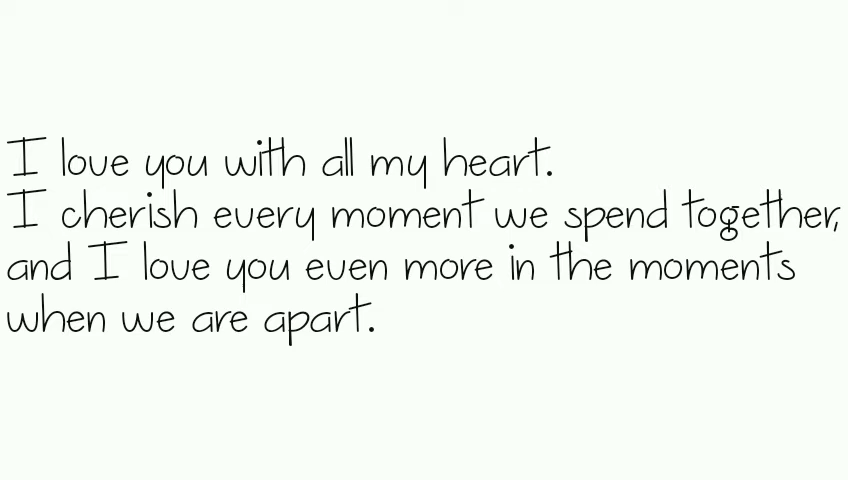 I love you with all my heart.
I cherish every moment we spend together,
and I love you even more in the moments
when we are apart.